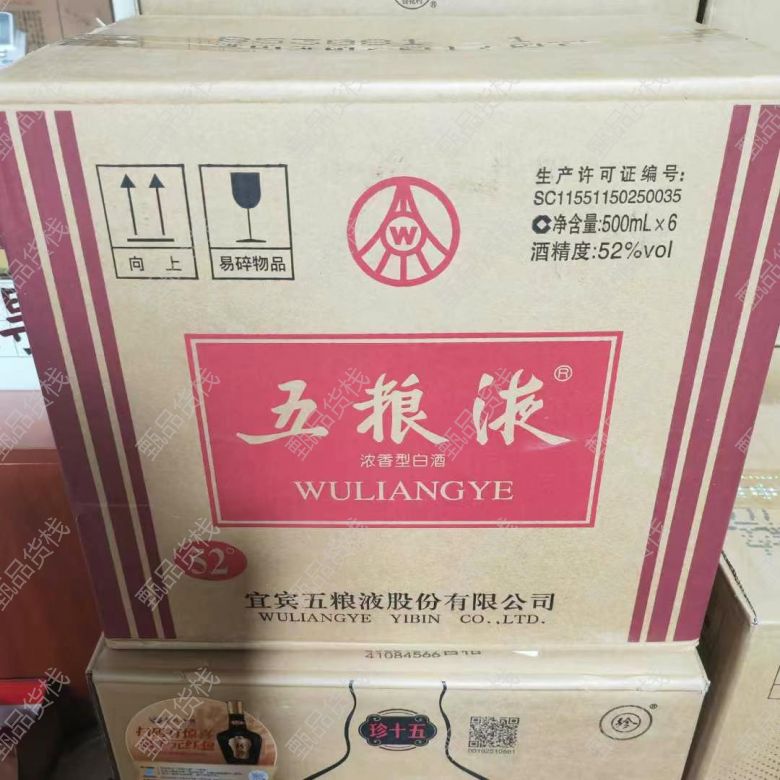 向上
易碎物品
W
生产许可证编号:
SC11551150250035
净含量:500mL×6
酒精度:52%vol
五粮液®
浓香型白酒
WULIANGYE
52°
宜宾五粮液股份有限公司
WULIANGYE YIBIN CO.,LTD.
41084566
珍十五
珍
甄品货栈